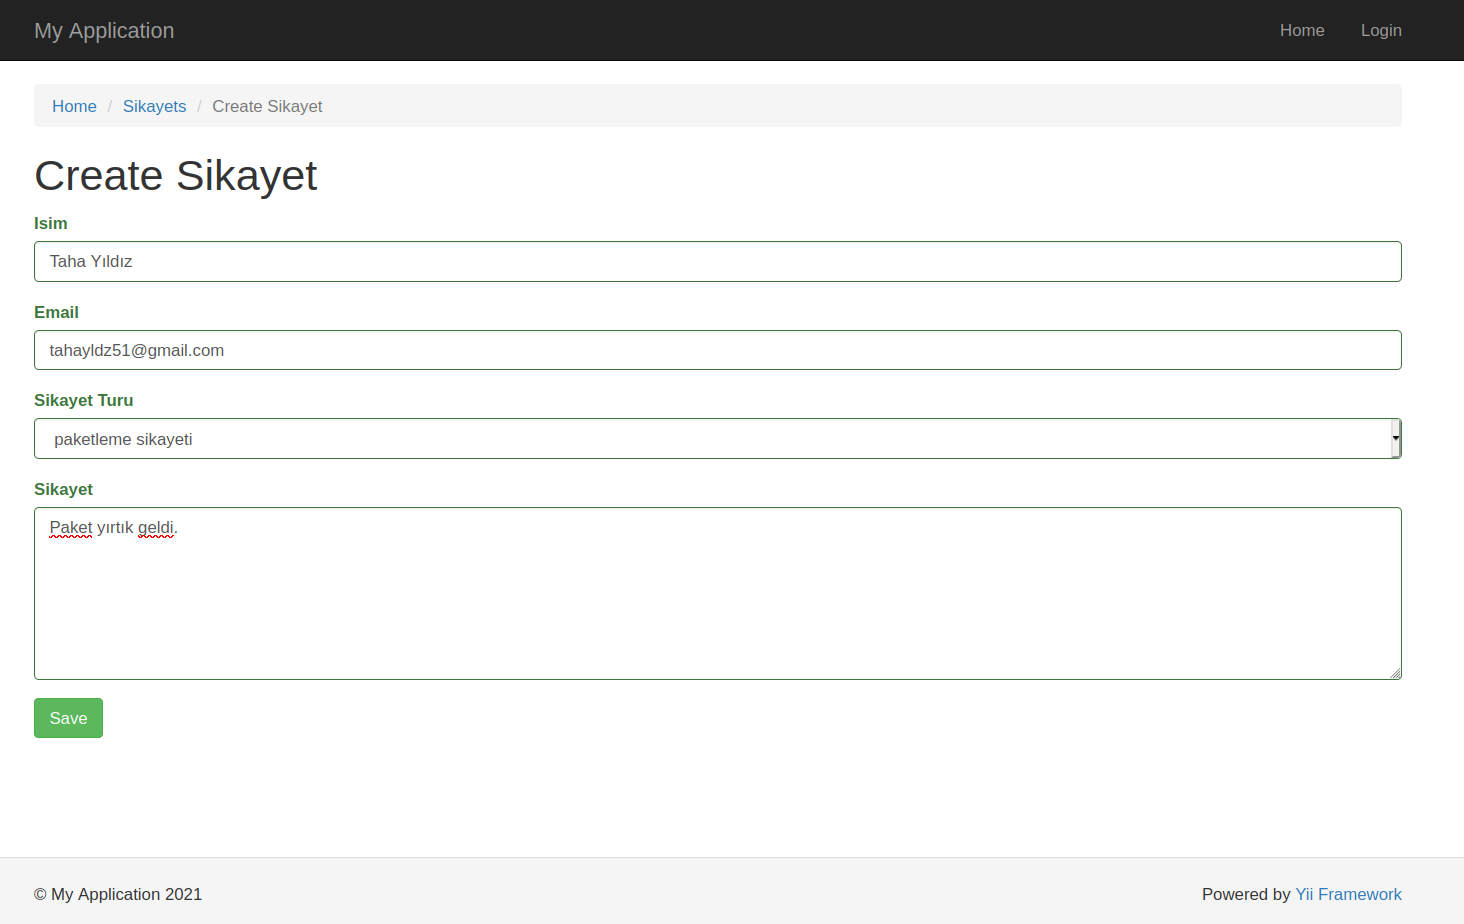 My Application Home Login
Home / Sikayets / Create Sikayet
Create Sikayet
Isim
Taha Yıldız
Email
tahayldz51@gmail.com
Sikayet Turu
paketleme sikayeti
Sikayet
Paket yırtık geldi.
Save
© My Application 2021 Powered by Yii Framework